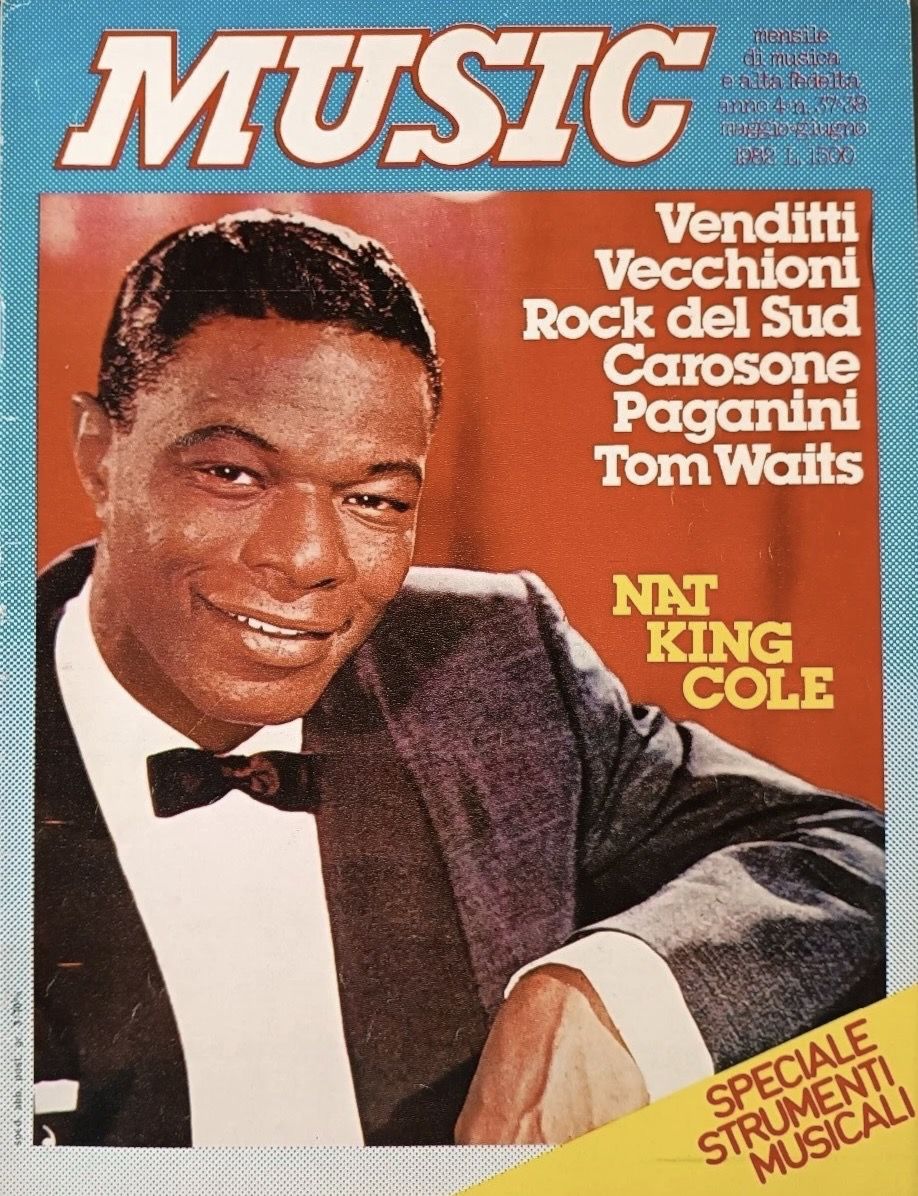 MUSIC
mensile
di musica
e alta fedeltà
anno 4 n. 37-38
maggio-giugno
1982 L. 1500
Venditti
Vecchioni
Rock del Sud
Carosone
Paganini
Tom Waits
NAT
KING
COLE
SPECIALE
STRUMENTI
MUSICALI